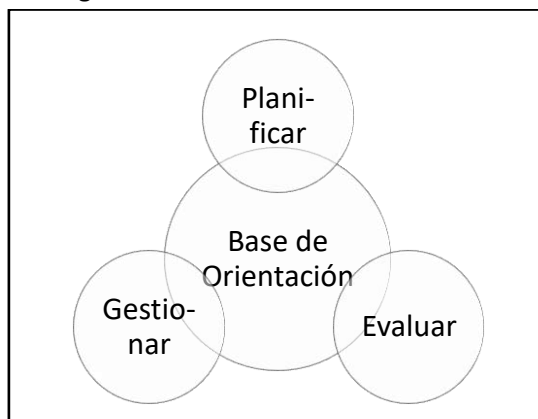 Plani-
ficar
Base de
Orientación
Gestio-
nar
Evaluar